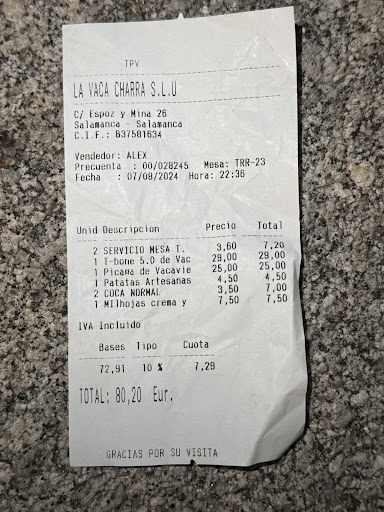 TPV
LA VACA CHARRA S.L.U
C/ Espoz y Mina 26
Salamanca - Salamanca
C.I.F.: B37581634
Vendedor: ALEX
Precuenta : 00/028245 Mesa: TRR-23
Fecha : 07/08/2024 Hora: 22:36
Unid Descripcion Precio Total
2 SERVICIO MESA T. 3,60 7,20
1 T-bone 5.0 de Vac 29,00 29,00
1 Picana de Vacavie 25,00 25,00
1 Patatas Artesanas 4,50 4,50
2 COCA NORMAL 3,50 7,00
1 Milhojas crema y 7,50 7,50
IVA Incluido
Bases Tipo Cuota
72,91 10 % 7,29
TOTAL: 80,20 Eur.
GRACIAS POR SU VISITA